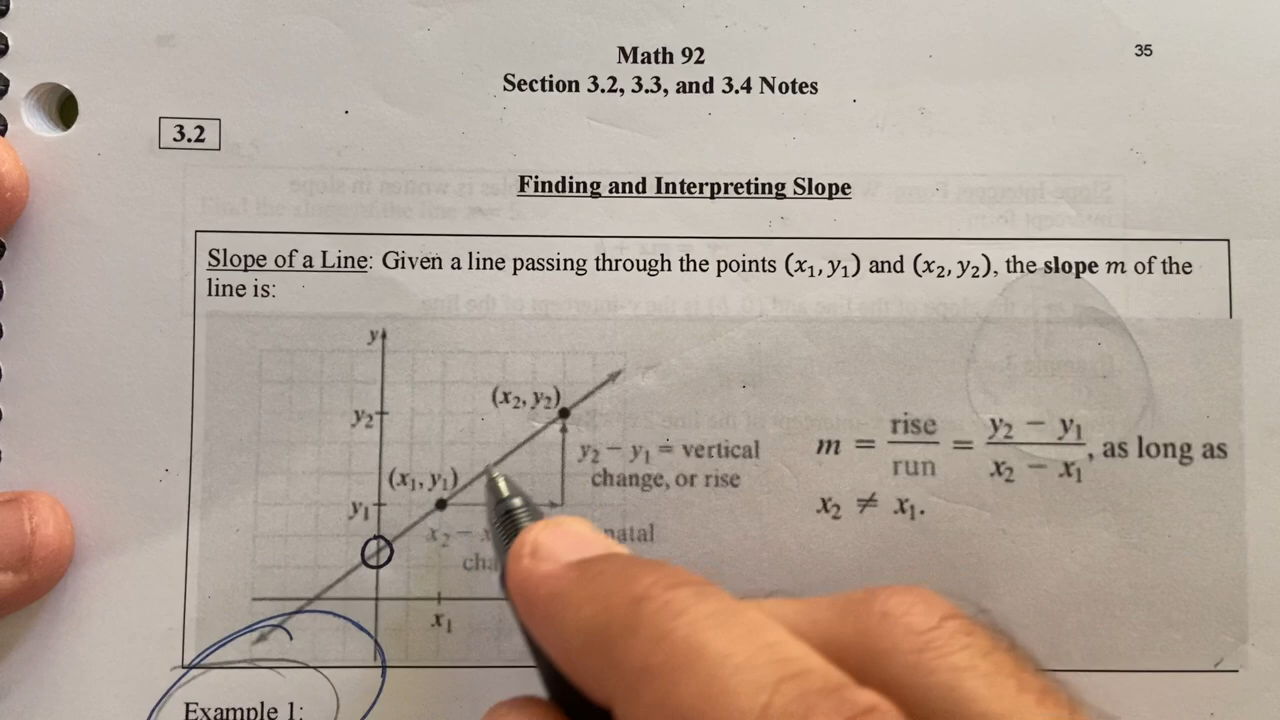 35
Math 92
Section 3.2, 3.3, and 3.4 Notes
3.2
Finding and Interpreting Slope
Slope of a Line: Given a line passing through the points (x₁, y₁) and (x₂, y₂), the slope m of the
line is:
y
(x₂, y₂)
y₂
y₂ − y₁ = vertical
change, or rise
(x₁, y₁)
y₁
x₂ −
x₁
m = rise/run = (y₂ − y₁)/(x₂ − x₁), as long as
x₂ ≠ x₁.
Example 1: